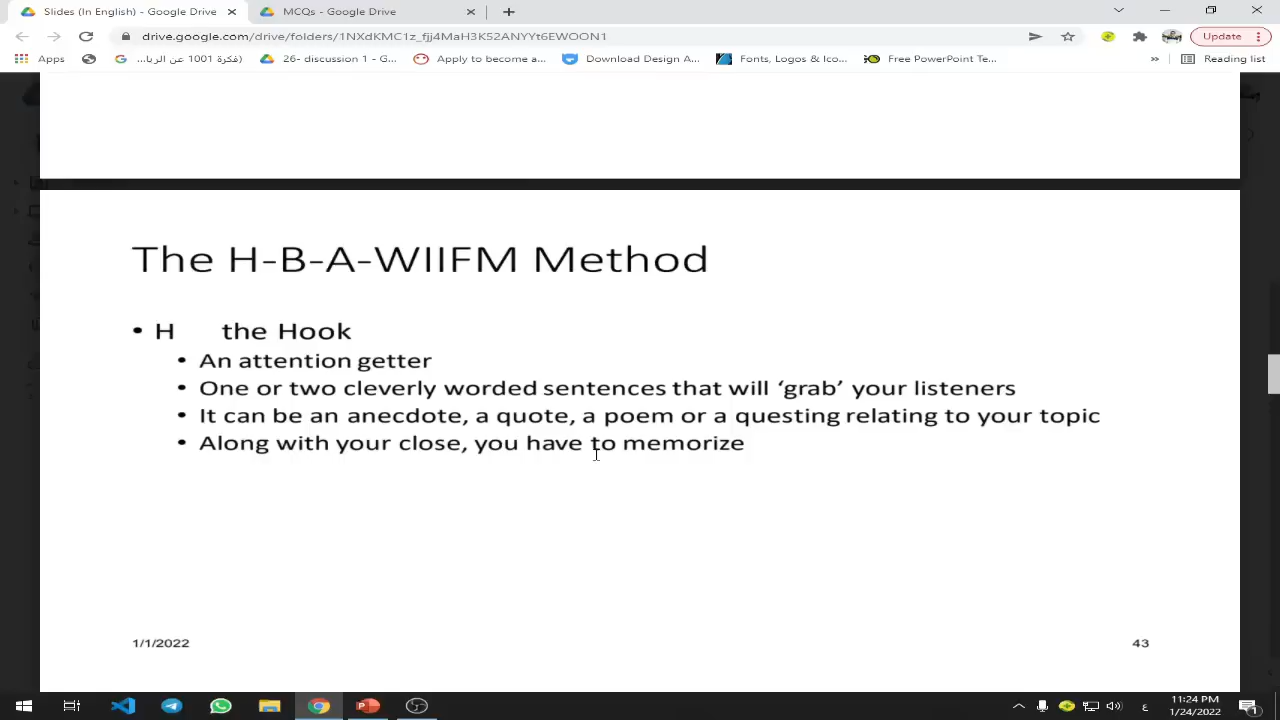 Slides (English) - Google Drive
MCQs - Google Drive
drive.google.com/drive/folders/1NXdKMC1z_fjj4MaH3K52ANYYt6EWOON1
Update
Apps
فكرة 1001 عن الريا...)
26- discussion 1 - G...
Apply to become a...
Download Design A...
Fonts, Logos & Ico...
Free PowerPoint Te...
»
Reading list
The H-B-A-WIIFM Method
• H the Hook
• An attention getter
• One or two cleverly worded sentences that will ‘grab’ your listeners
• It can be an anecdote, a quote, a poem or a questing relating to your topic
• Along with your close, you have to memorize
1/1/2022
43
ع
11:24 PM
1/24/2022
1